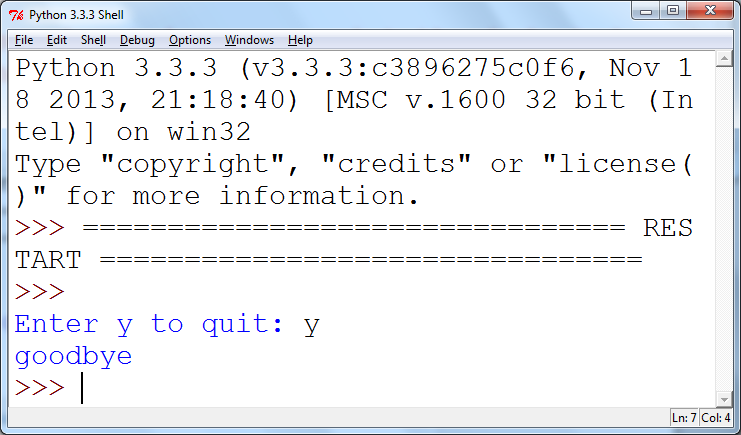 Python 3.3.3 Shell
File Edit Shell Debug Options Windows Help
Python 3.3.3 (v3.3.3:c3896275c0f6, Nov 1
8 2013, 21:18:40) [MSC v.1600 32 bit (In
tel)] on win32
Type "copyright", "credits" or "license(
)" for more information.
>>> ================================ RES
TART ================================
>>>
Enter y to quit: y
goodbye
>>>
Ln: 7 Col: 4